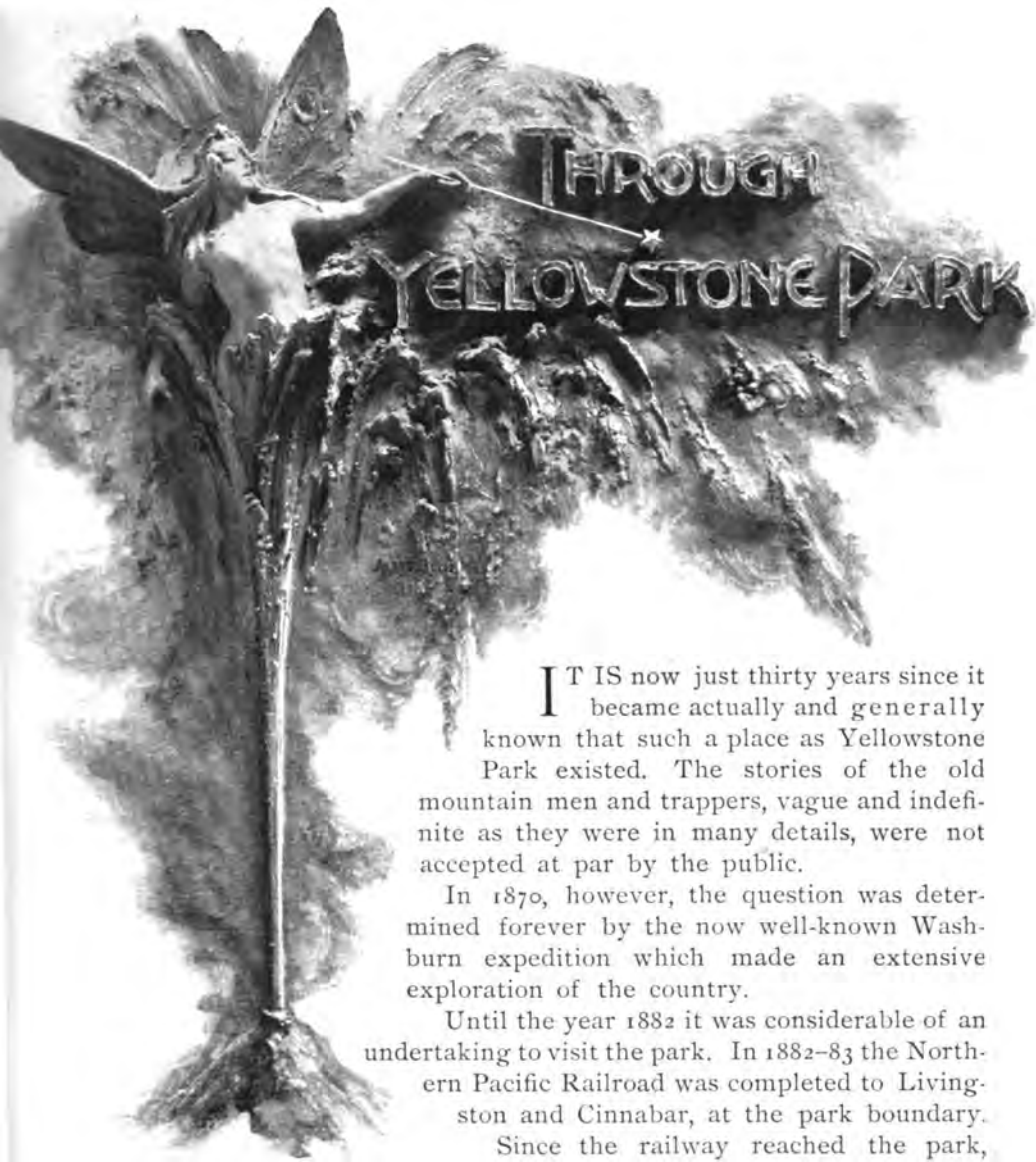 THROUGH
YELLOWSTONE PARK
IT IS now just thirty years since it
became actually and generally
known that such a place as Yellowstone
Park existed. The stories of the old
mountain men and trappers, vague and indefi-
nite as they were in many details, were not
accepted at par by the public.
In 1870, however, the question was deter-
mined forever by the now well-known Wash-
burn expedition which made an extensive
exploration of the country.
Until the year 1882 it was considerable of an
undertaking to visit the park. In 1882–83 the North-
ern Pacific Railroad was completed to Living-
ston and Cinnabar, at the park boundary.
Since the railway reached the park,